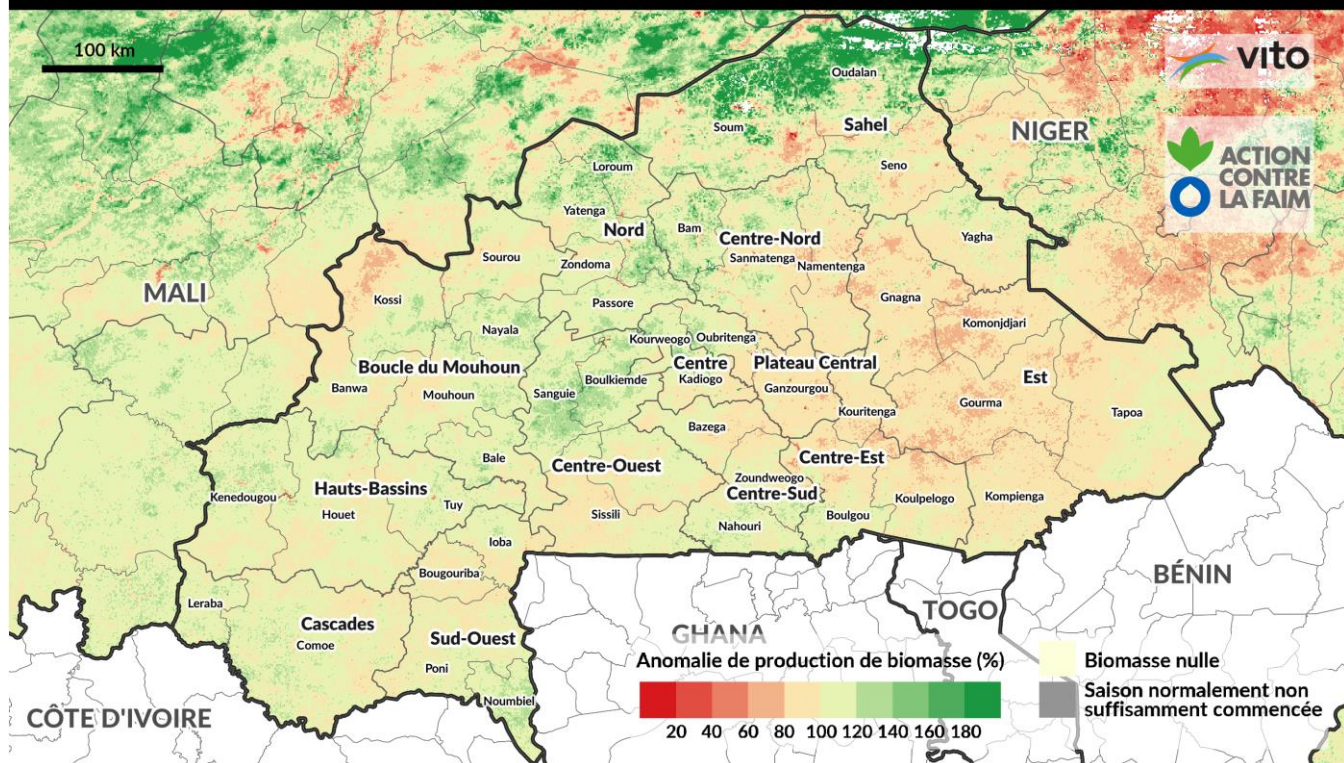 100 km
vito
ACTION
CONTRE
LA FAIM
Oudalan
Soum
Sahel
NIGER
Loroum
Seno
Yatenga
Nord
Bam
Centre-Nord
Yagha
Sourou
Zondoma
Sanmatenga
Namentenga
MALI
Kossi
Passore
Gnagna
Nayala
Komonjdjari
Kourweogo
Oubritenga
Boucle du Mouhoun
Centre
Plateau Central
Banwa
Mouhoun
Sanguie
Boulkiemde
Kadiogo
Ganzourgou
Est
Gourma
Tapoa
Kouritenga
Bazega
Bale
Centre-Ouest
Centre-Est
Zoundweogo
Kenedougou
Hauts-Bassins
Centre-Sud
Koulpelogo
Kompienga
Houet
Tuy
Sissili
Nahouri
Boulgou
Ioba
Bougouriba
BÉNIN
Leraba
TOGO
Cascades
Comoe
Sud-Ouest
GHANA
Poni
Noumbiel
CÔTE D'IVOIRE
Anomalie de production de biomasse (%)
20 40 60 80 100 120 140 160 180
Biomasse nulle
Saison normalement non
suffisamment commencée